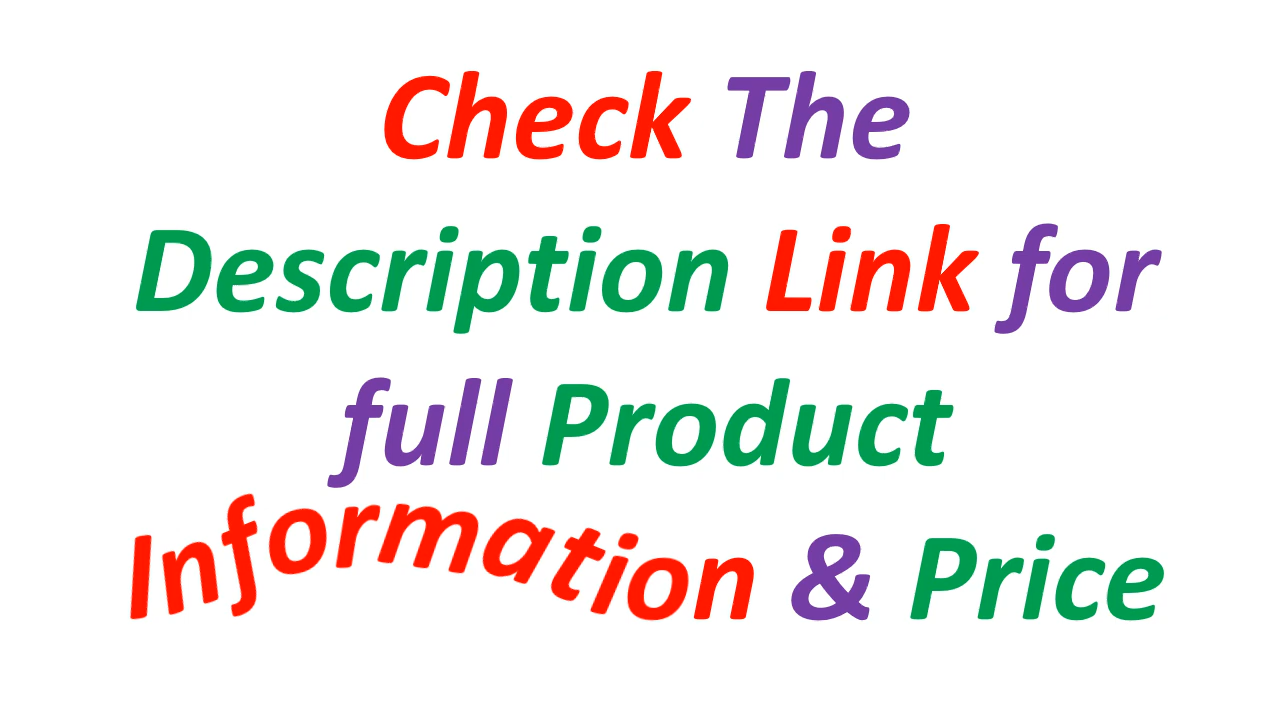 Check The
Description Link for
full Product
Information & Price